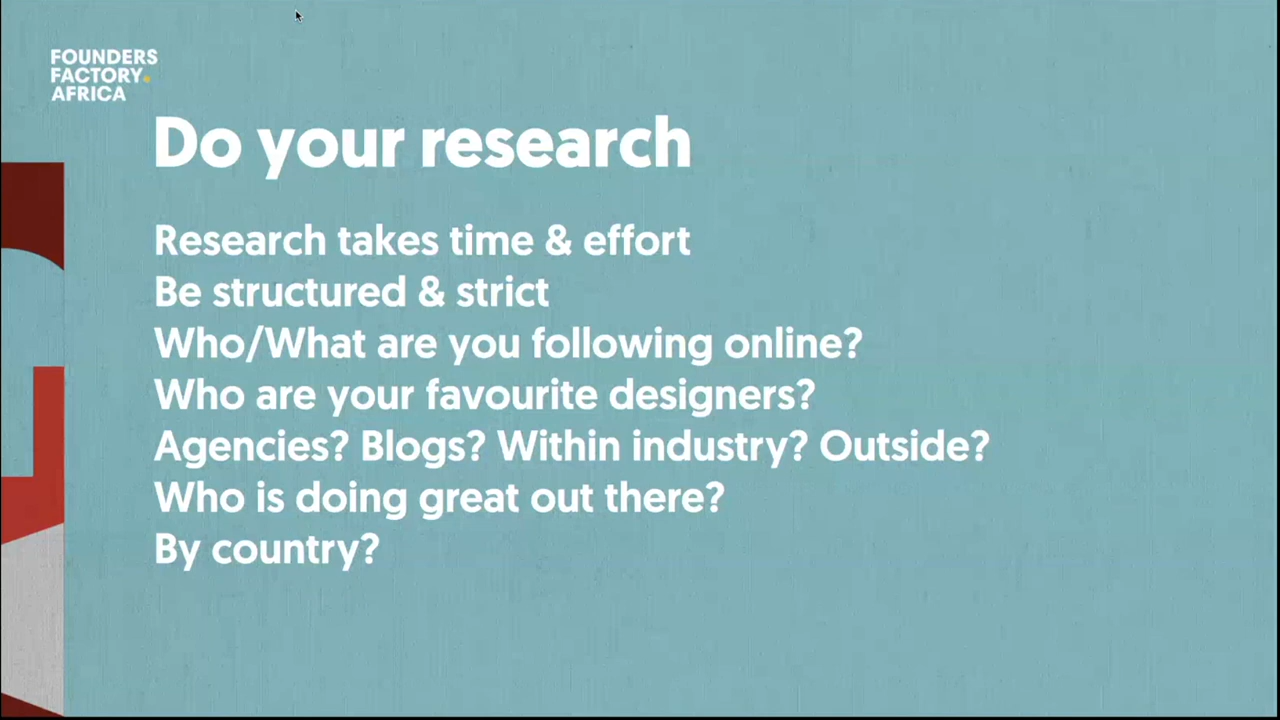 FOUNDERS
FACTORY.
AFRICA
Do your research
Research takes time & effort
Be structured & strict
Who/What are you following online?
Who are your favourite designers?
Agencies? Blogs? Within industry? Outside?
Who is doing great out there?
By country?